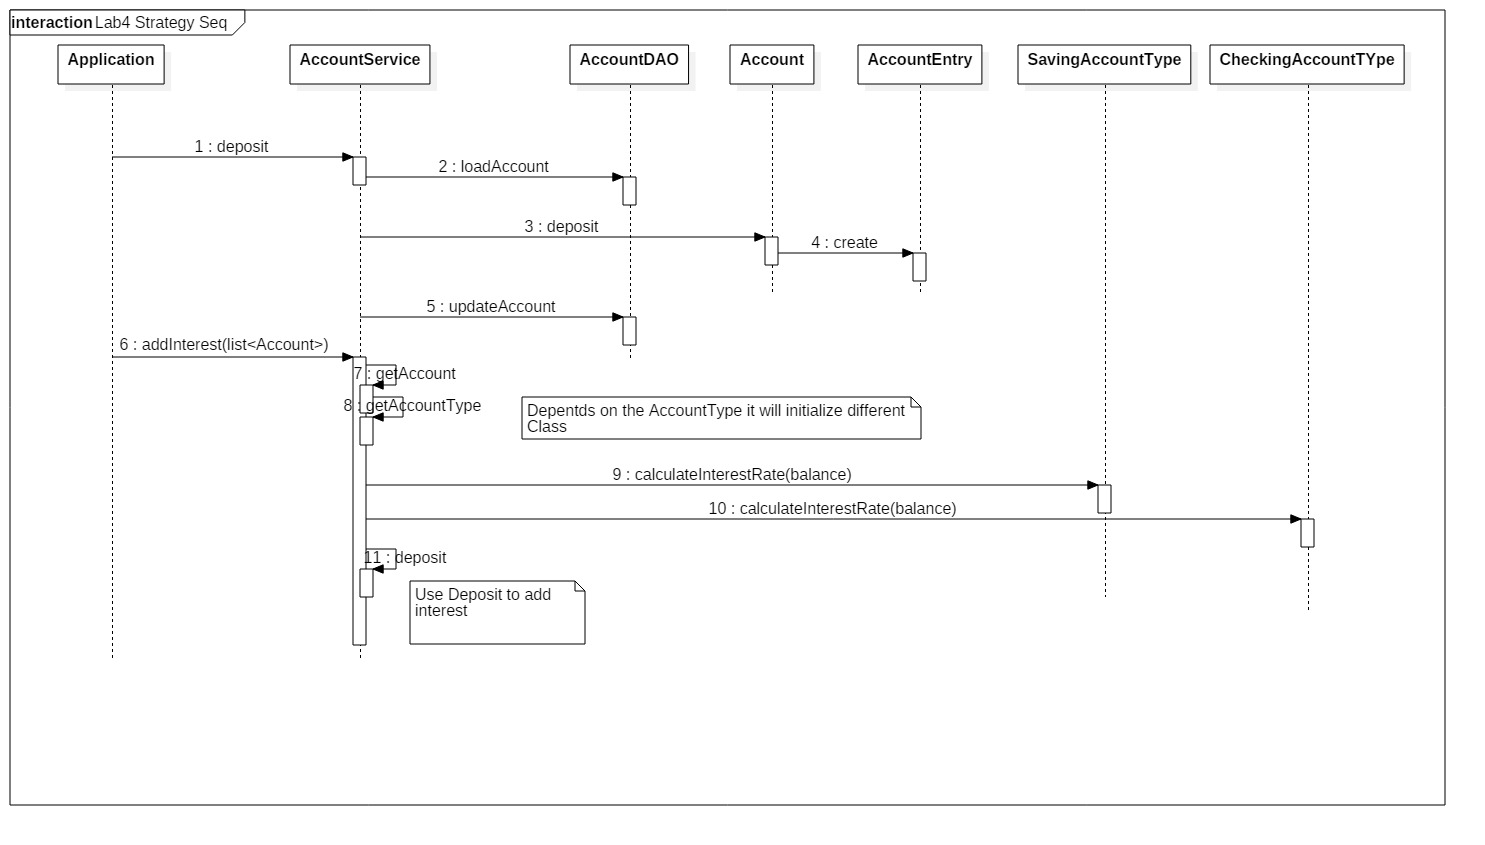 interaction Lab4 Strategy Seq
Application
AccountService
AccountDAO
Account
AccountEntry
SavingAccountType
CheckingAccountTYpe
1 : deposit
2 : loadAccount
3 : deposit
4 : create
5 : updateAccount
6 : addInterest(list<Account>)
7 : getAccount
8 : getAccountType
Depentds on the AccountType it will initialize different
Class
9 : calculateInterestRate(balance)
10 : calculateInterestRate(balance)
11 : deposit
Use Deposit to add
interest